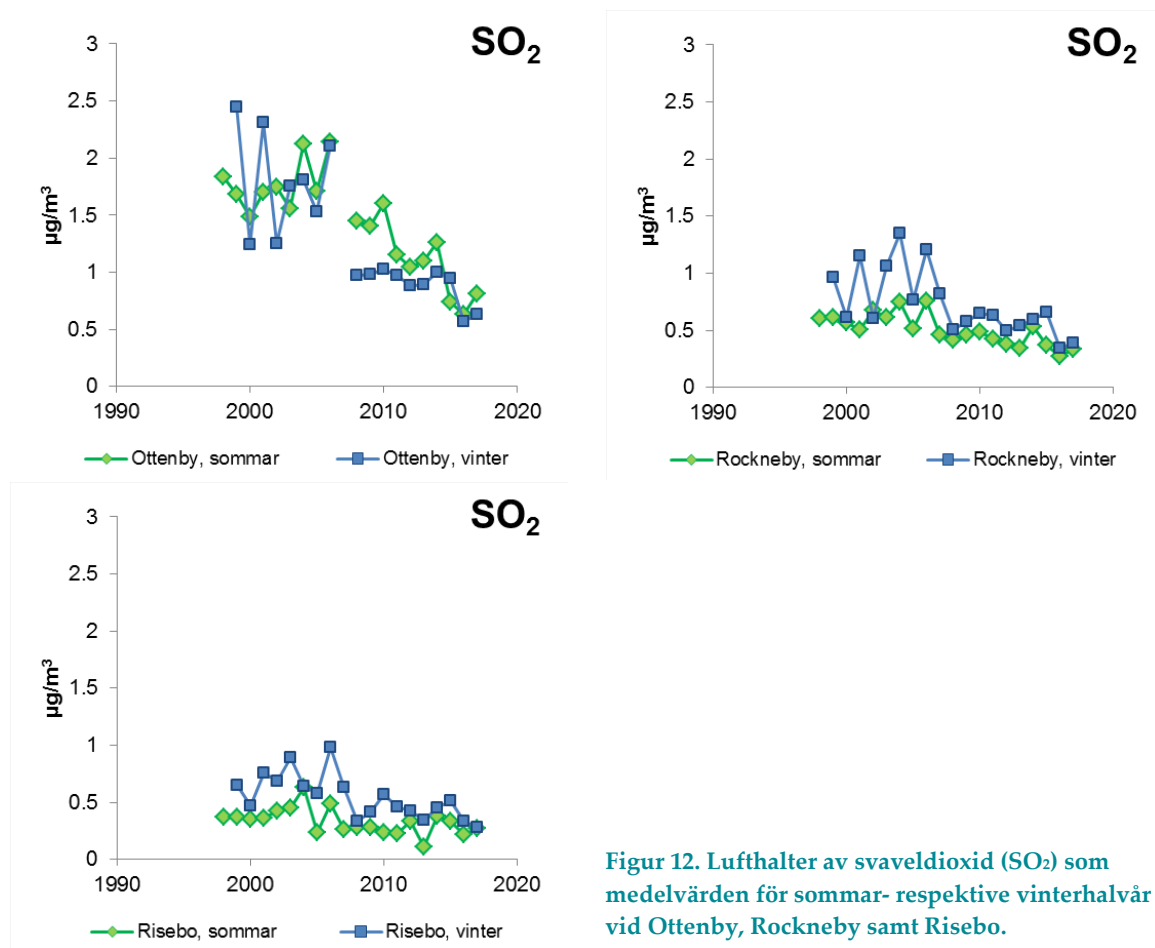 SO₂
3
2.5
2
1.5
1
0.5
0
µg/m³
1990 2000 2010 2020
Ottenby, sommar Ottenby, vinter
SO₂
3
2.5
2
1.5
1
0.5
0
µg/m³
1990 2000 2010 2020
Rockneby, sommar Rockneby, vinter
SO₂
3
2.5
2
1.5
1
0.5
0
µg/m³
1990 2000 2010 2020
Risebo, sommar Risebo, vinter
Figur 12. Lufthalter av svaveldioxid (SO₂) som
medelvärden för sommar- respektive vinterhalvår
vid Ottenby, Rockneby samt Risebo.